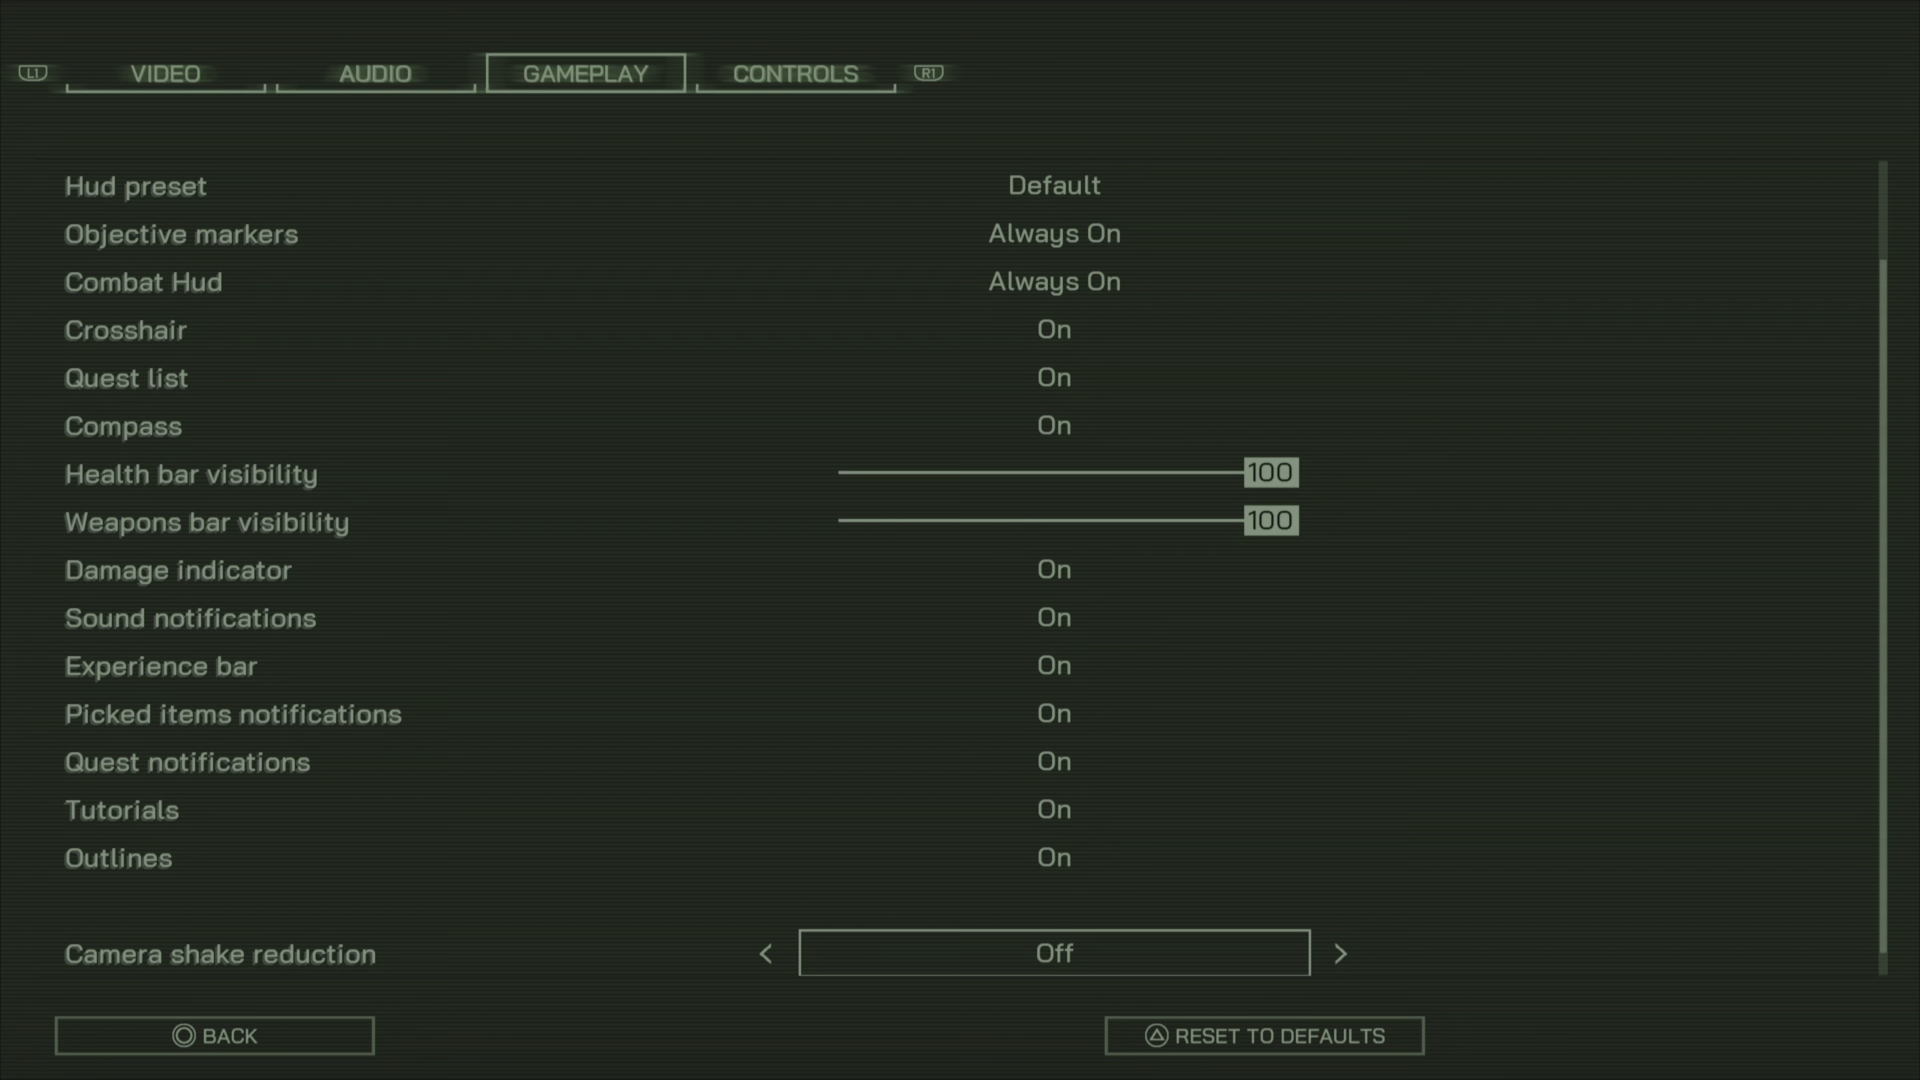 L1 VIDEO AUDIO GAMEPLAY CONTROLS R1
Hud preset Default
Objective markers Always On
Combat Hud Always On
Crosshair On
Quest list On
Compass On
Health bar visibility 100
Weapons bar visibility 100
Damage indicator On
Sound notifications On
Experience bar On
Picked items notifications On
Quest notifications On
Tutorials On
Outlines On
Camera shake reduction < Off >
BACK RESET TO DEFAULTS